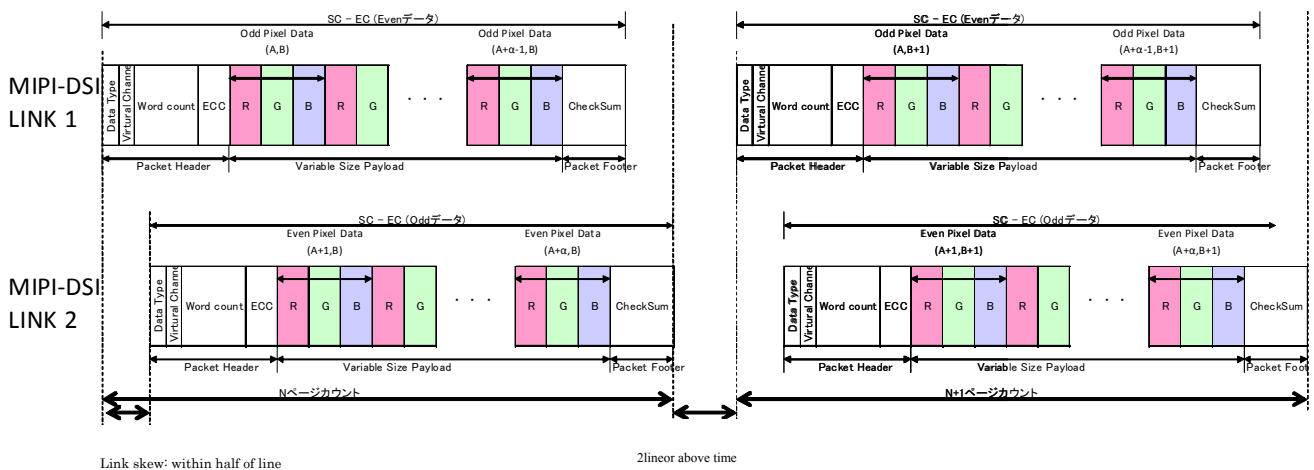 SC - EC (Evenデータ)
SC - EC (Evenデータ)
Odd Pixel Data
(A,B)
Odd Pixel Data
(A+α-1,B)
Odd Pixel Data
(A,B+1)
Odd Pixel Data
(A+α-1,B+1)
MIPI-DSI
LINK 1
Data Type
Virtural Channe
Word count
ECC
R
G
B
R
G
. . .
R
G
B
CheckSum
Data Type
Virtural Channe
Word count
ECC
R
G
B
R
G
. . .
R
G
B
CheckSum
Packet Header
Variable Size Payload
Packet Footer
Packet Header
Variable Size Payload
Packet Footer
SC - EC (Oddデータ)
SC - EC (Oddデータ)
Even Pixel Data
(A+1,B)
Even Pixel Data
(A+α,B)
Even Pixel Data
(A+1,B+1)
Even Pixel Data
(A+α,B+1)
MIPI-DSI
LINK 2
Data Type
Virtural Channe
Word count
ECC
R
G
B
R
G
. . .
R
G
B
CheckSum
Data Type
Virtural Channe
Word count
ECC
R
G
B
R
G
. . .
R
G
B
CheckSum
Packet Header
Variable Size Payload
Packet Footer
Packet Header
Variable Size Payload
Packet Foot
Nページカウント
N+1ページカウント
Link skew: within half of line
2lineor above time